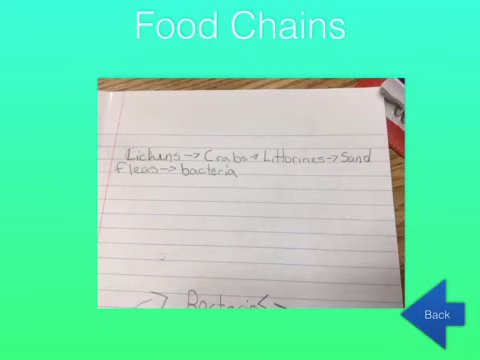 Food Chains
Lichens → Crabs → Littorines → Sand
fleas → bacteria
Bacteria
Back